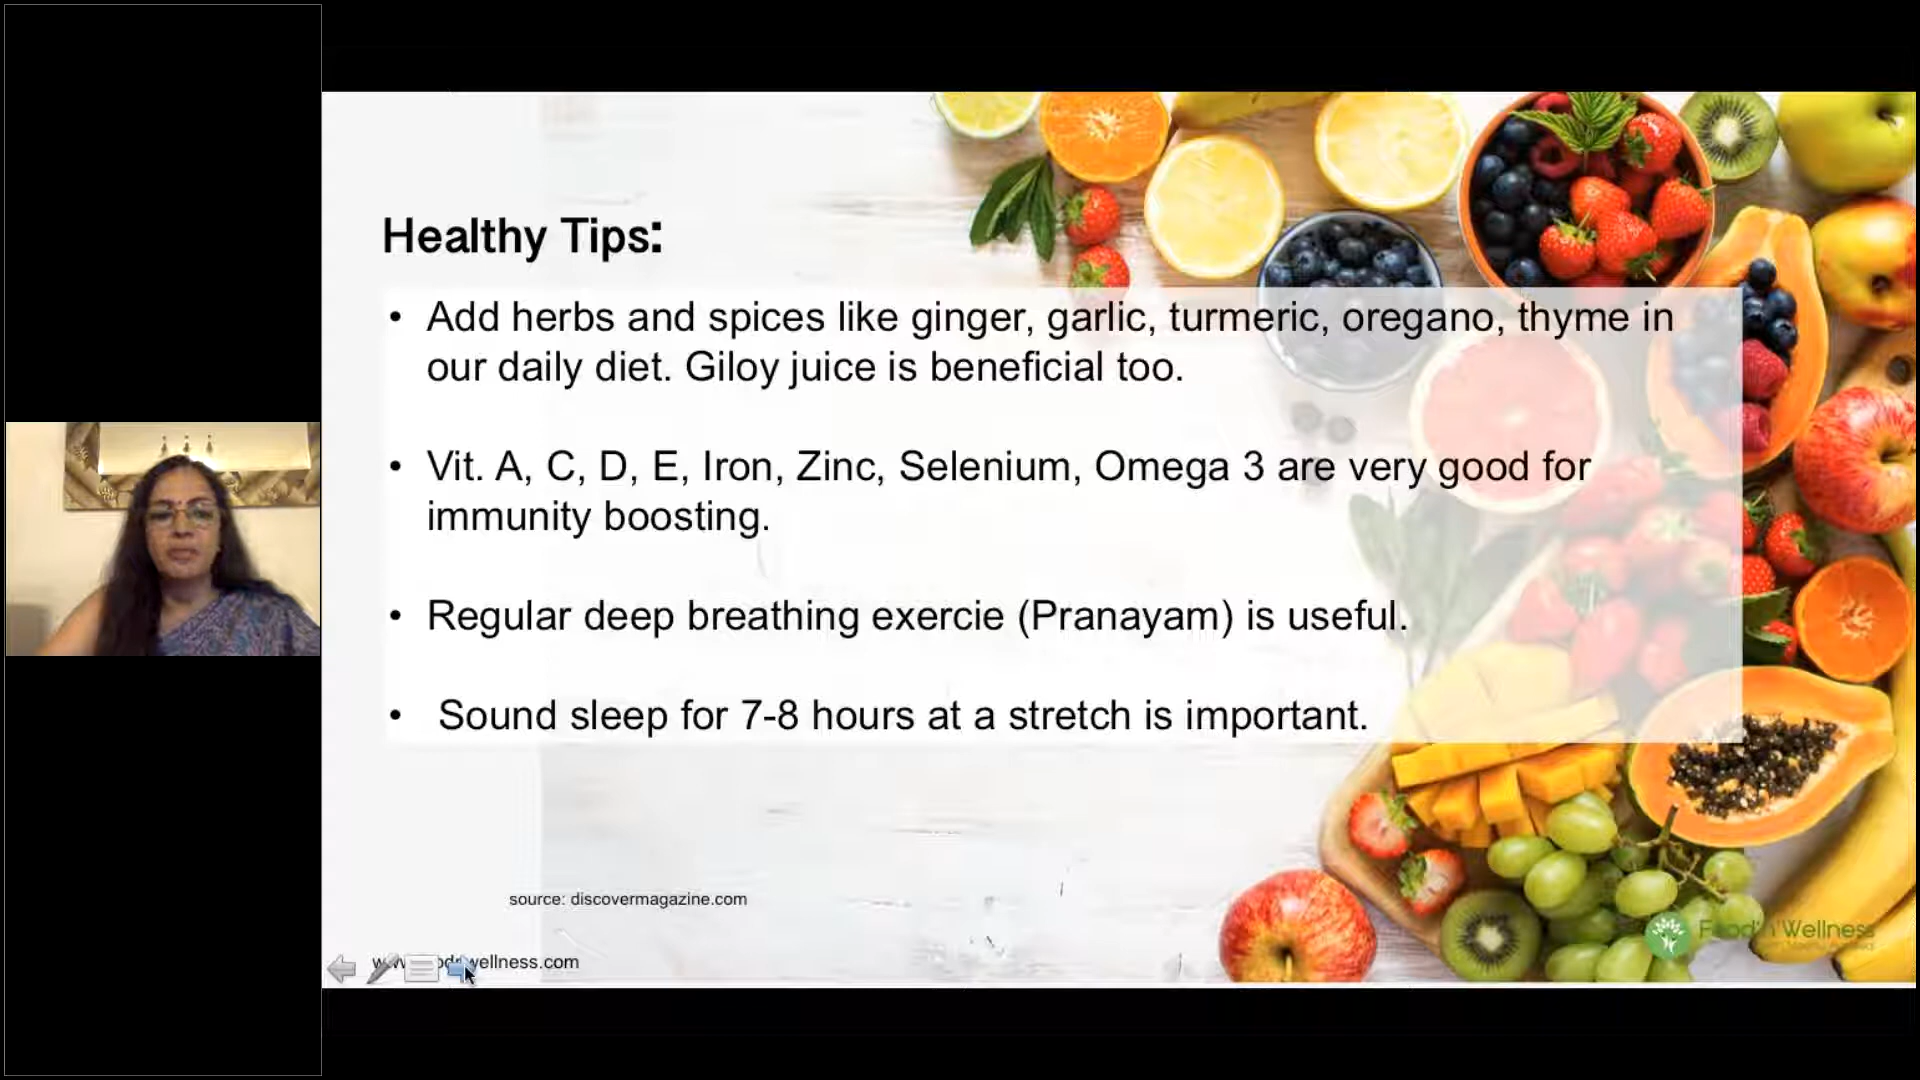 Healthy Tips:
• Add herbs and spices like ginger, garlic, turmeric, oregano, thyme in
our daily diet. Giloy juice is beneficial too.
• Vit. A, C, D, E, Iron, Zinc, Selenium, Omega 3 are very good for
immunity boosting.
• Regular deep breathing exercie (Pranayam) is useful.
• Sound sleep for 7-8 hours at a stretch is important.
source: discovermagazine.com
Food 'n' Wellness